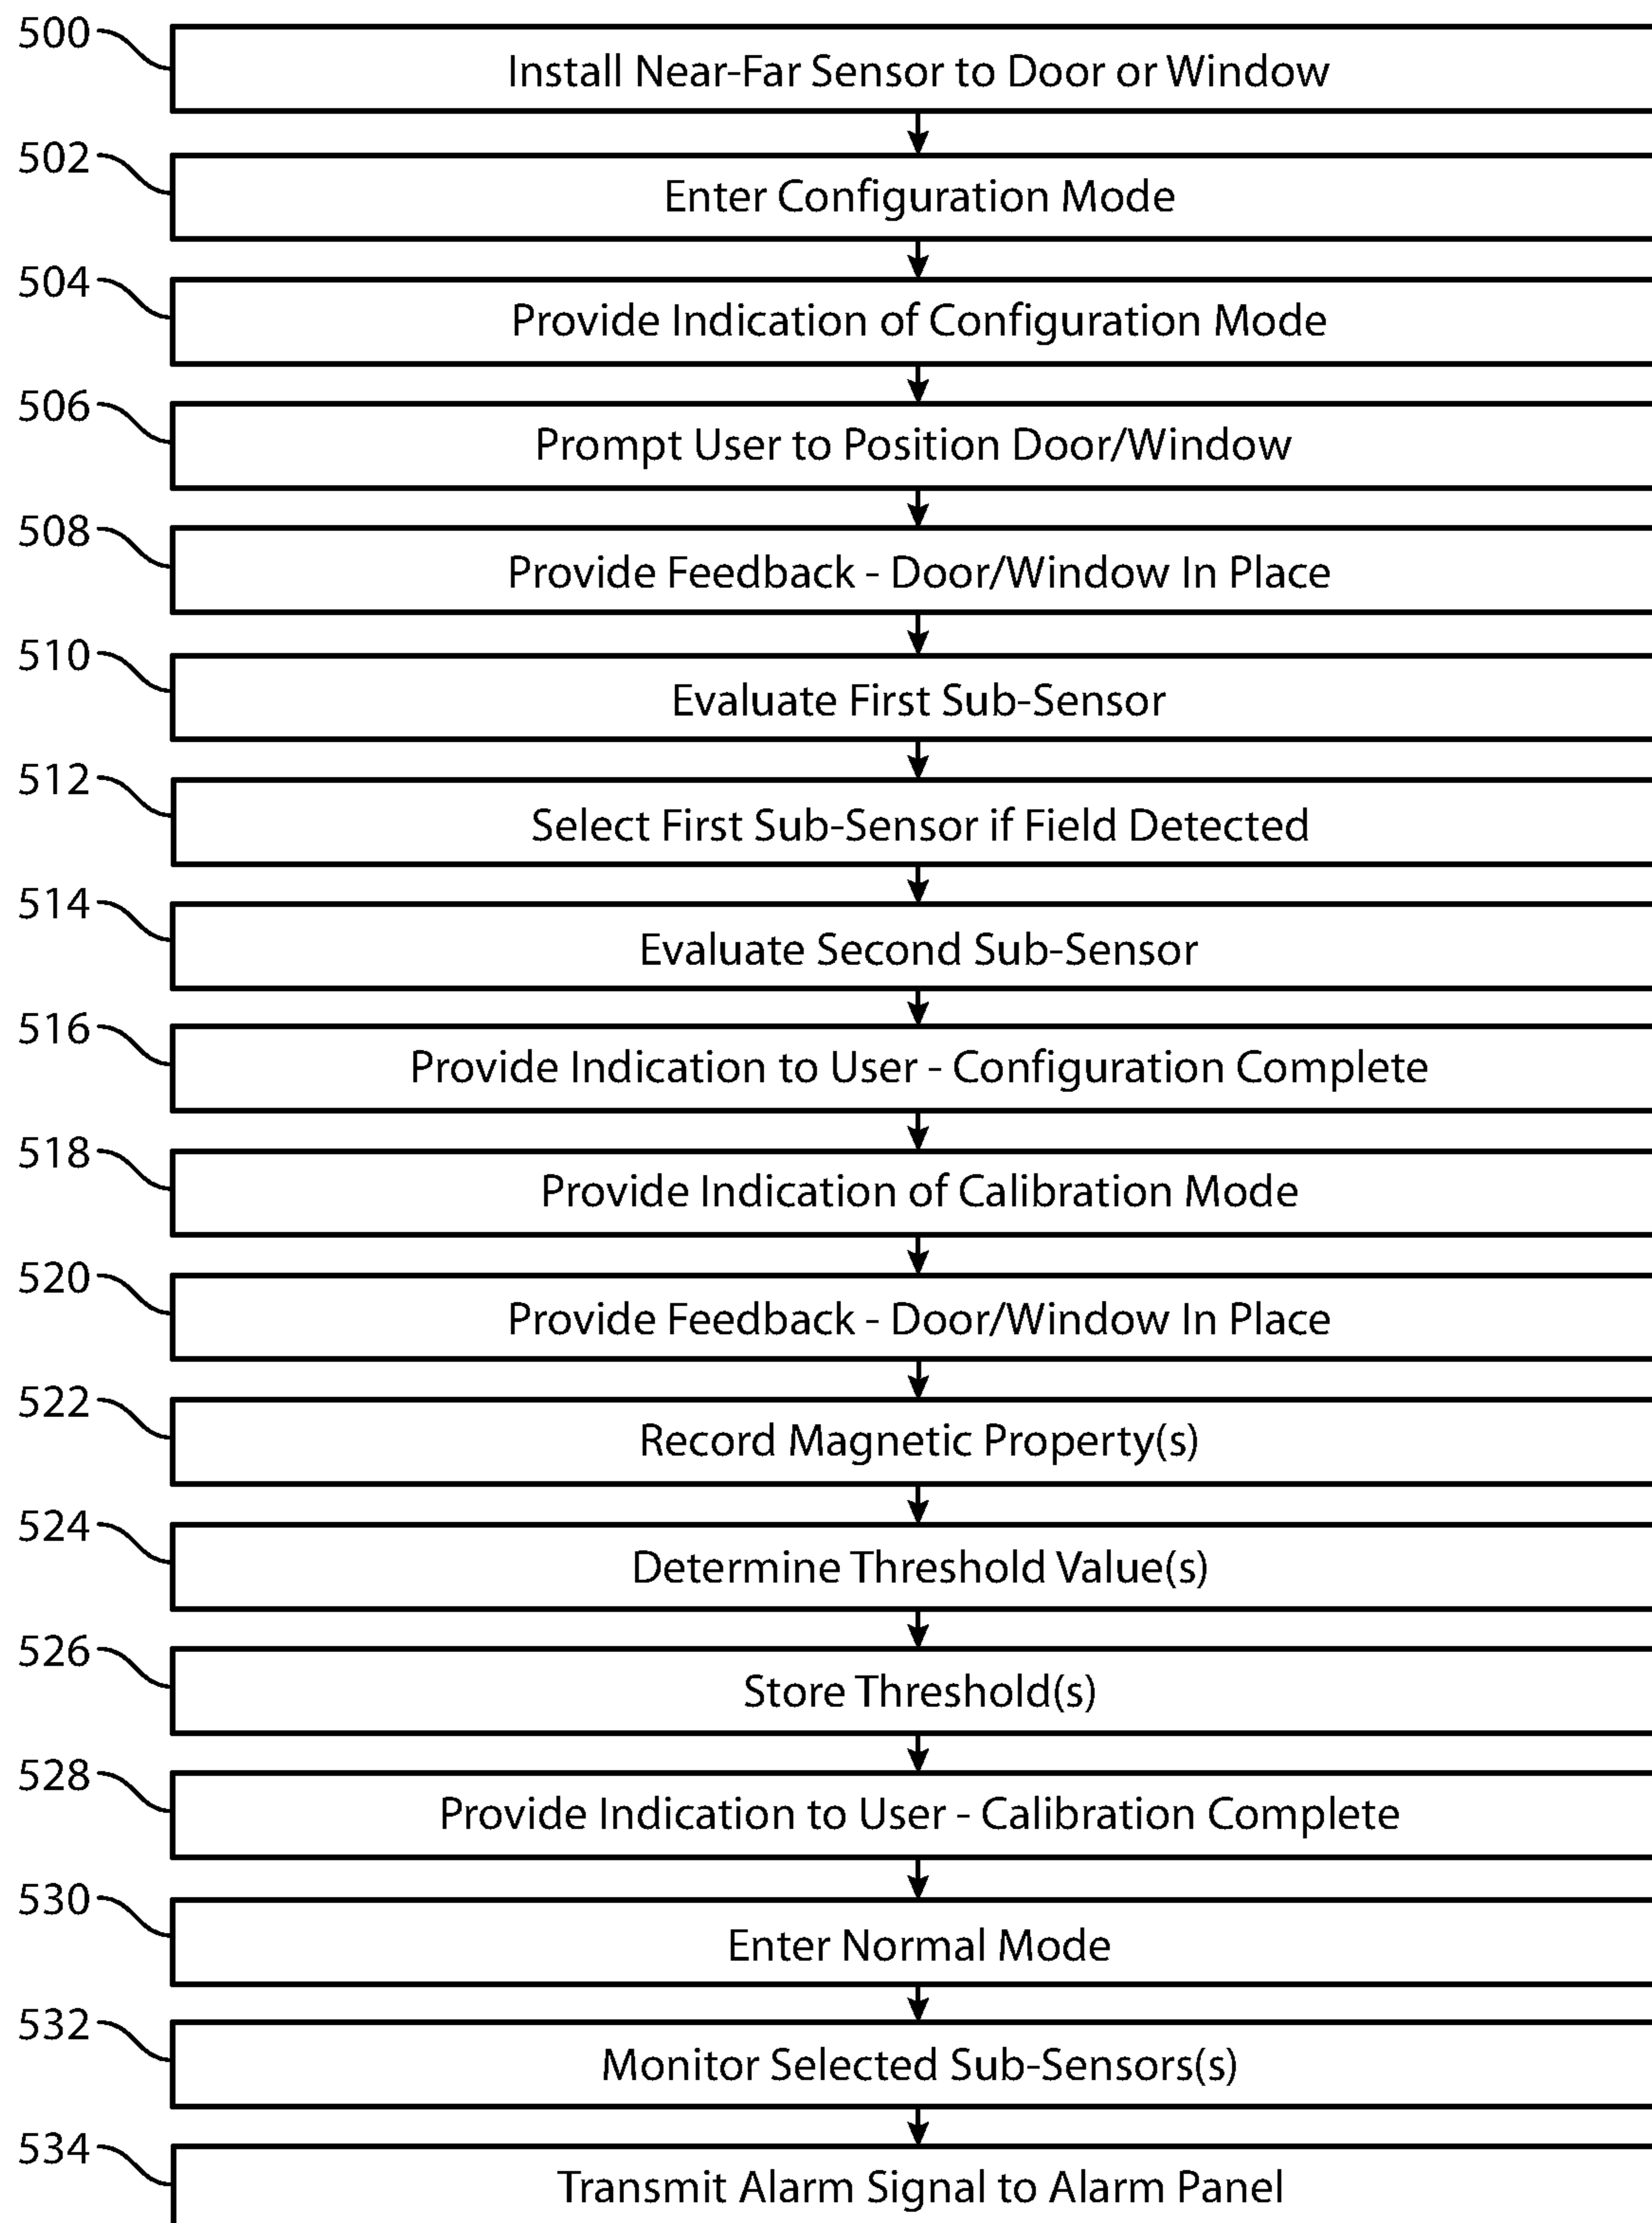 500 Install Near-Far Sensor to Door or Window
502 Enter Configuration Mode
504 Provide Indication of Configuration Mode
506 Prompt User to Position Door/Window
508 Provide Feedback - Door/Window In Place
510 Evaluate First Sub-Sensor
512 Select First Sub-Sensor if Field Detected
514 Evaluate Second Sub-Sensor
516 Provide Indication to User - Configuration Complete
518 Provide Indication of Calibration Mode
520 Provide Feedback - Door/Window In Place
522 Record Magnetic Property(s)
524 Determine Threshold Value(s)
526 Store Threshold(s)
528 Provide Indication to User - Calibration Complete
530 Enter Normal Mode
532 Monitor Selected Sub-Sensors(s)
534 Transmit Alarm Signal to Alarm Panel